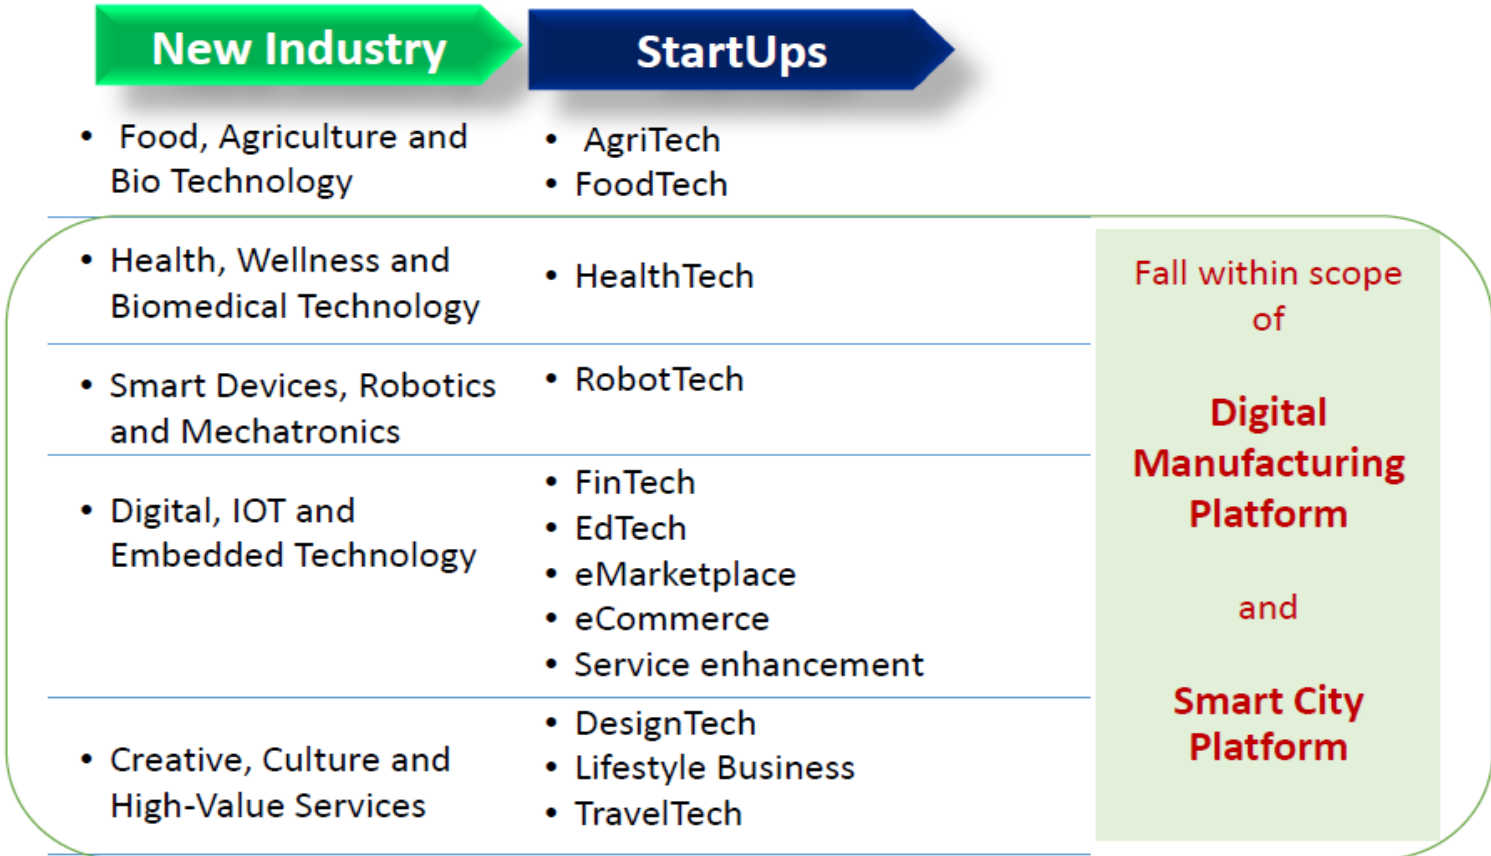 New Industry
StartUps
• Food, Agriculture and
Bio Technology
• AgriTech
• FoodTech
• Health, Wellness and
Biomedical Technology
• HealthTech
• Smart Devices, Robotics
and Mechatronics
• RobotTech
• Digital, IOT and
Embedded Technology
• FinTech
• EdTech
• eMarketplace
• eCommerce
• Service enhancement
• Creative, Culture and
High-Value Services
• DesignTech
• Lifestyle Business
• TravelTech
Fall within scope
of
Digital
Manufacturing
Platform
and
Smart City
Platform